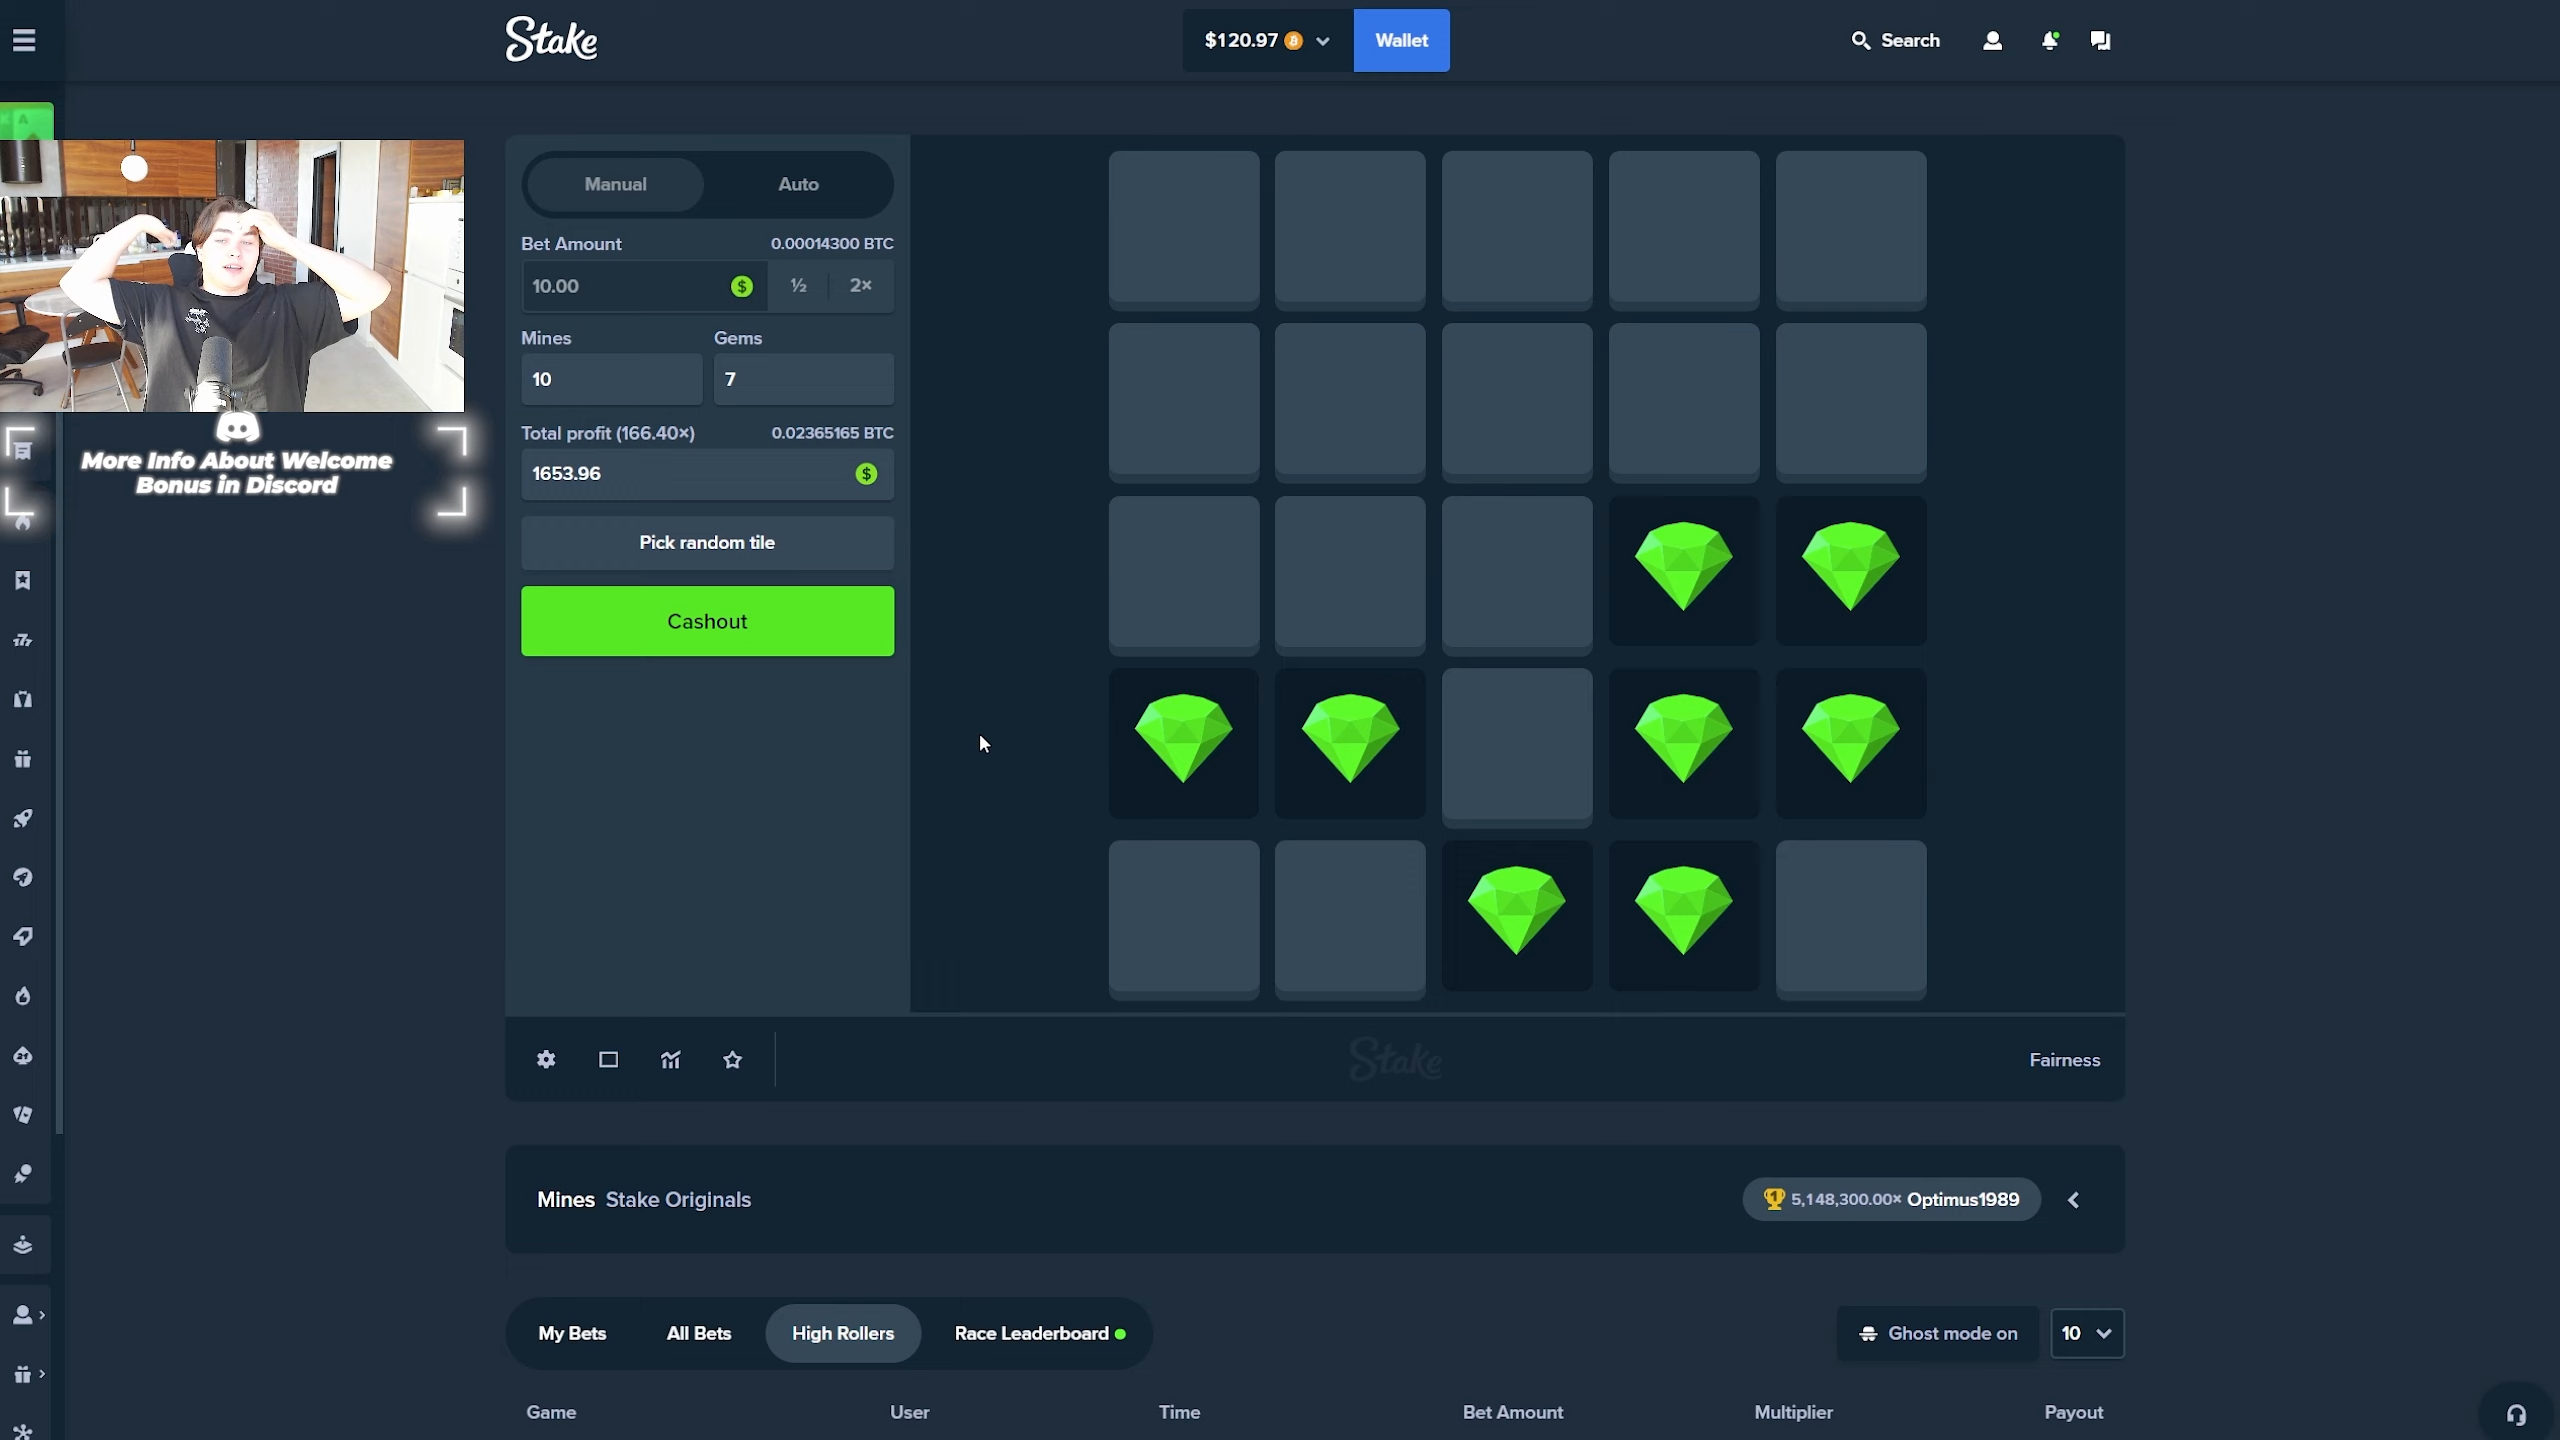 Stake
$120.97
Wallet
Search
Manual
Auto
Bet Amount
0.00014300 BTC
10.00
½
2×
Mines
Gems
10
7
Total profit (166.40×)
0.02365165 BTC
1653.96
Pick random tile
Cashout
More Info About Welcome
Bonus in Discord
Stake
Fairness
Mines Stake Originals
5,148,300.00× Optimus1989
My Bets
All Bets
High Rollers
Race Leaderboard
Ghost mode on
10
Game
User
Time
Bet Amount
Multiplier
Payout